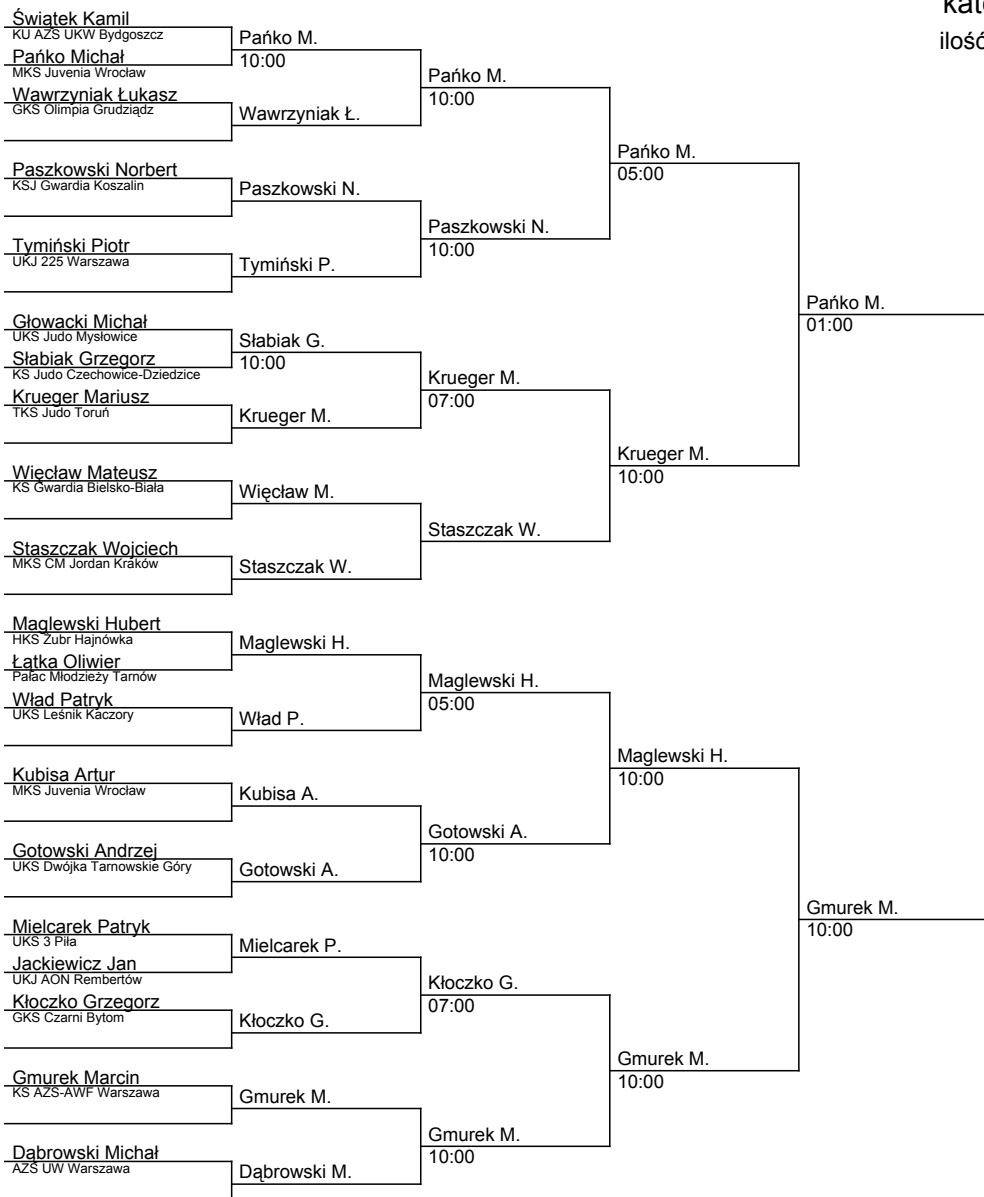 kat
ilość
Świątek Kamil
KU AZS UKW Bydgoszcz
Pańko Michał
MKS Juvenia Wrocław
Wawrzyniak Łukasz
GKS Olimpia Grudziądz
Paszkowski Norbert
KSJ Gwardia Koszalin
Tymiński Piotr
UKJ 225 Warszawa
Głowacki Michał
UKS Judo Mysłowice
Słabiak Grzegorz
KS Judo Czechowice-Dziedzice
Krueger Mariusz
TKS Judo Toruń
Więcław Mateusz
KS Gwardia Bielsko-Biała
Staszczak Wojciech
MKS CM Jordan Kraków
Maglewski Hubert
HKS Żubr Hajnówka
Łątka Oliwier
Pałac Młodzieży Tarnów
Wład Patryk
UKS Leśnik Kaczory
Kubisa Artur
MKS Juvenia Wrocław
Gotowski Andrzej
UKS Dwójka Tarnowskie Góry
Mielcarek Patryk
UKS 3 Piła
Jackiewicz Jan
UKJ AON Rembertów
Kłoczko Grzegorz
GKS Czarni Bytom
Gmurek Marcin
KS AZS-AWF Warszawa
Dąbrowski Michał
AZS UW Warszawa
Pańko M.
10:00
Wawrzyniak Ł.
Paszkowski N.
Tymiński P.
Słabiak G.
10:00
Krueger M.
Więcław M.
Staszczak W.
Maglewski H.
Wład P.
Kubisa A.
Gotowski A.
Mielcarek P.
Kłoczko G.
Gmurek M.
Dąbrowski M.
Pańko M.
10:00
Paszkowski N.
10:00
Krueger M.
07:00
Staszczak W.
Maglewski H.
05:00
Gotowski A.
10:00
Kłoczko G.
07:00
Gmurek M.
10:00
Pańko M.
05:00
Krueger M.
10:00
Maglewski H.
10:00
Gmurek M.
10:00
Pańko M.
01:00
Gmurek M.
10:00